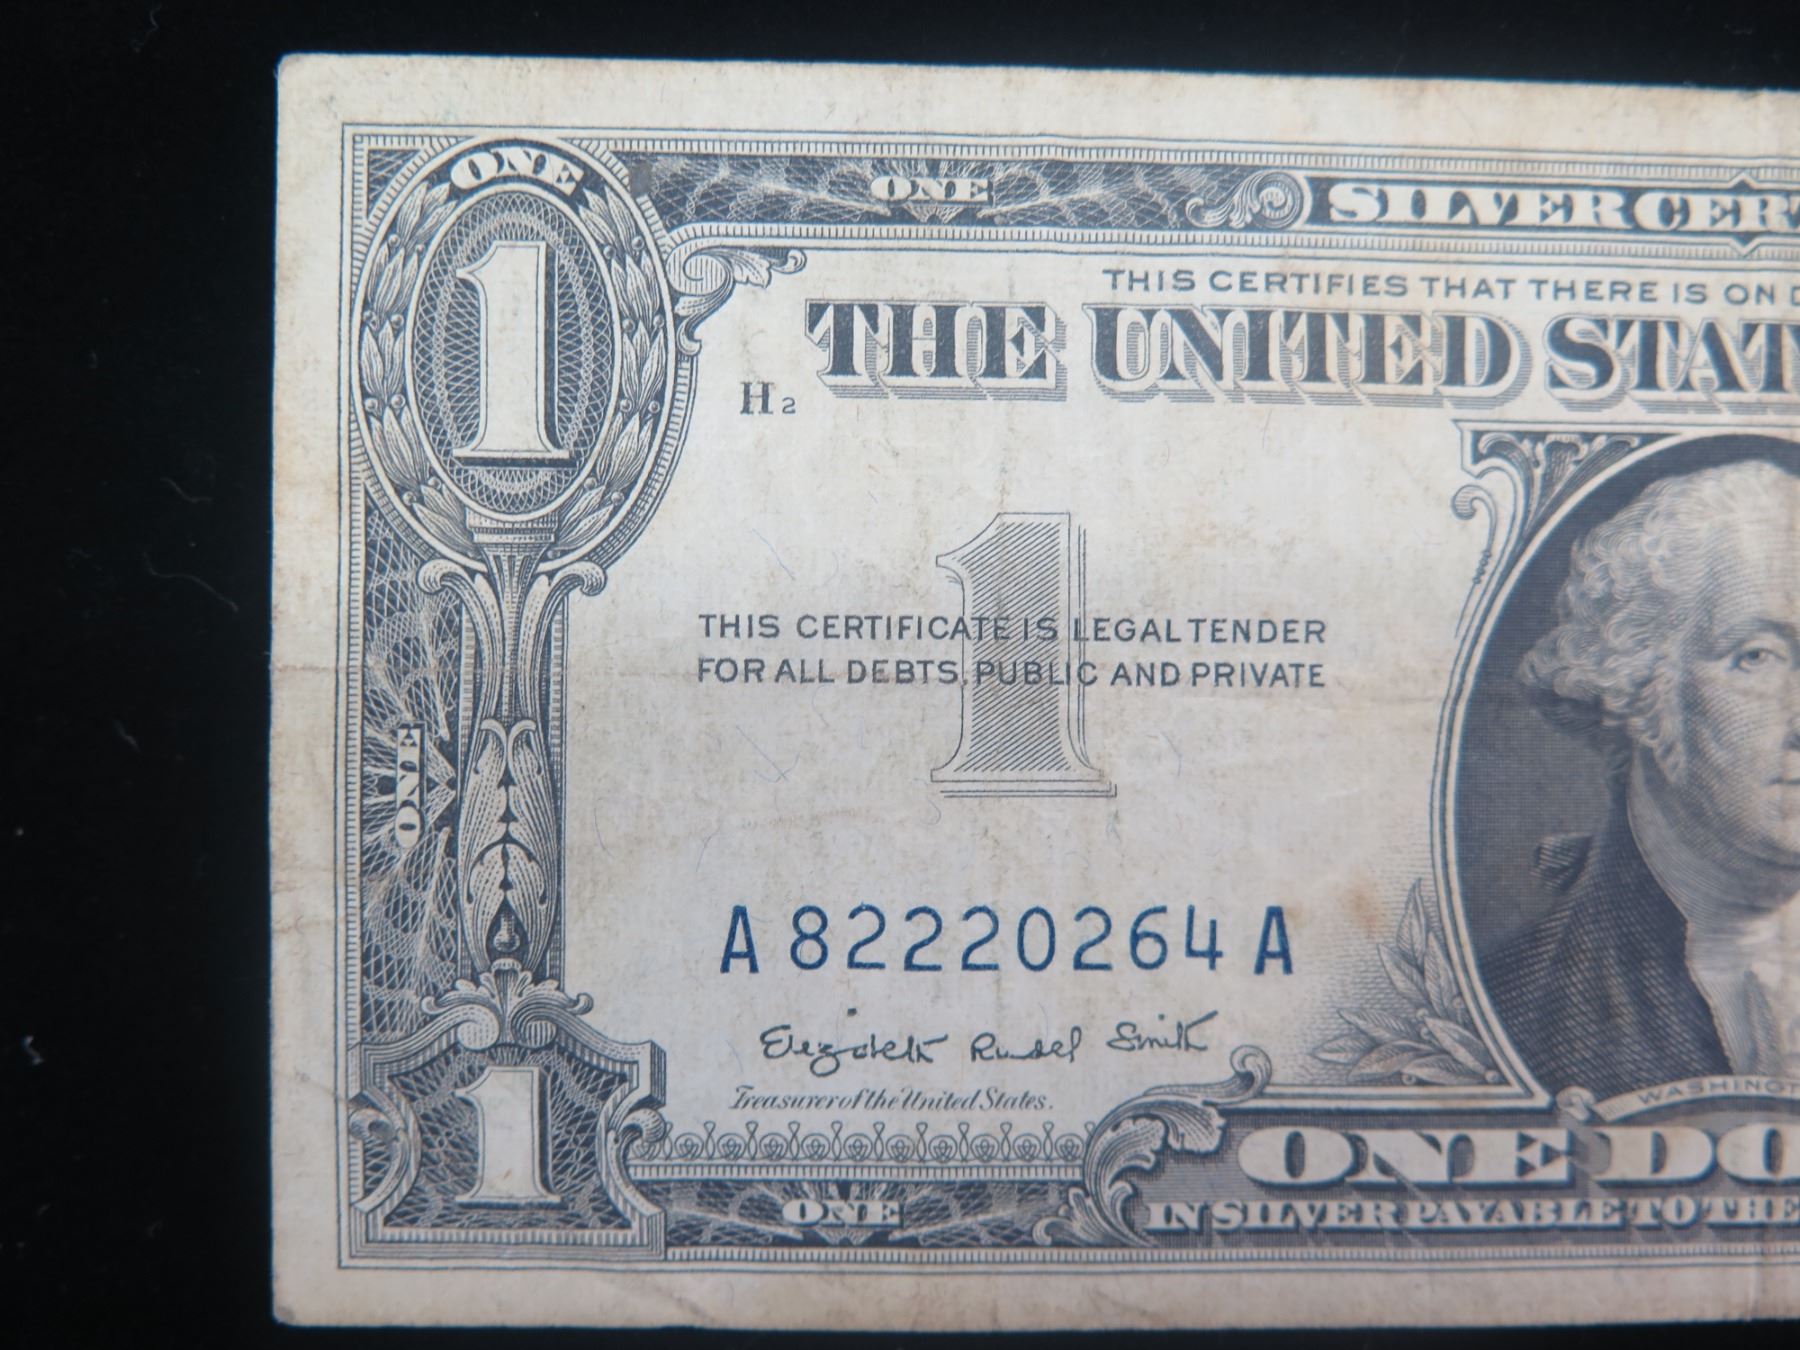 ONE
ONE
SILVER CERT
1
THIS CERTIFIES THAT THERE IS ON D
THE UNITED STAT
H2
1
THIS CERTIFICATE IS LEGAL TENDER
FOR ALL DEBTS, PUBLIC AND PRIVATE
ONE
A 82220264 A
Elizabeth Rudel Smith
Treasurer of the United States.
WASHINGT
1
ONE DO
ONE
IN SILVER PAYABLE TO THE